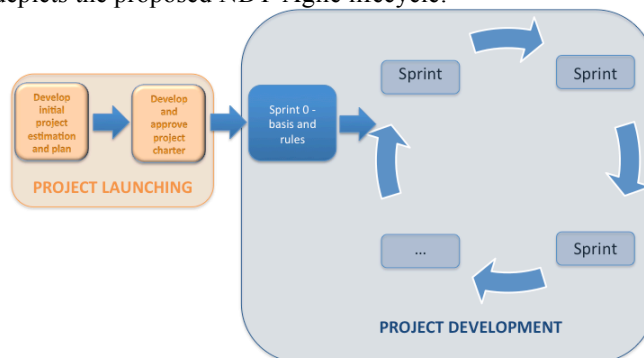 depicts the proposed NDT-Agile lifecycle.
Develop
initial
project
estimation
and plan
Develop
and
approve
project
charter
PROJECT LAUNCHING
Sprint 0 -
basis and
rules
Sprint
Sprint
Sprint
...
PROJECT DEVELOPMENT